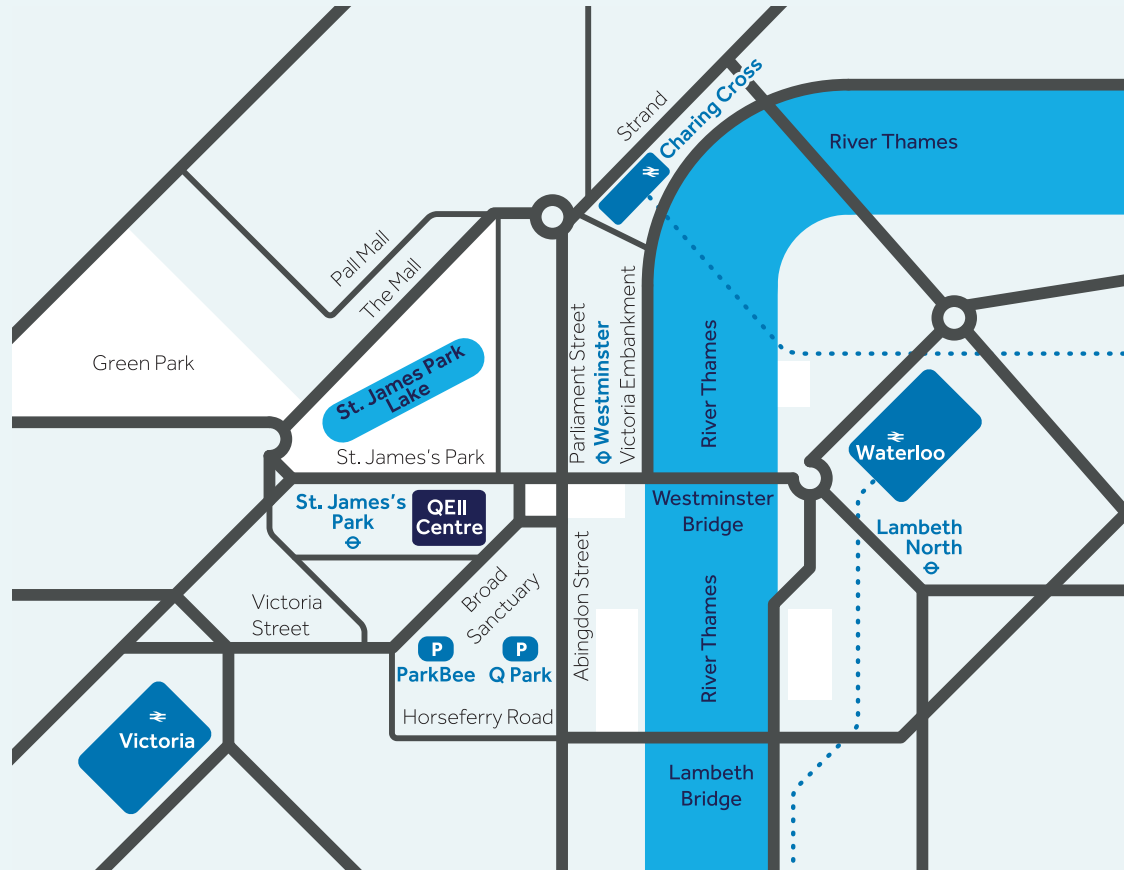 Strand
Charing Cross
River Thames
Pall Mall
The Mall
Green Park
St. James Park
Lake
St. James's Park
Parliament Street
Westminster
Victoria Embankment
River Thames
Waterloo
St. James's
Park
QEII
Centre
Westminster
Bridge
Lambeth
North
Victoria
Street
Broad
Sanctuary
Abingdon Street
River Thames
P
ParkBee
P
Q Park
Horseferry Road
Victoria
Lambeth
Bridge